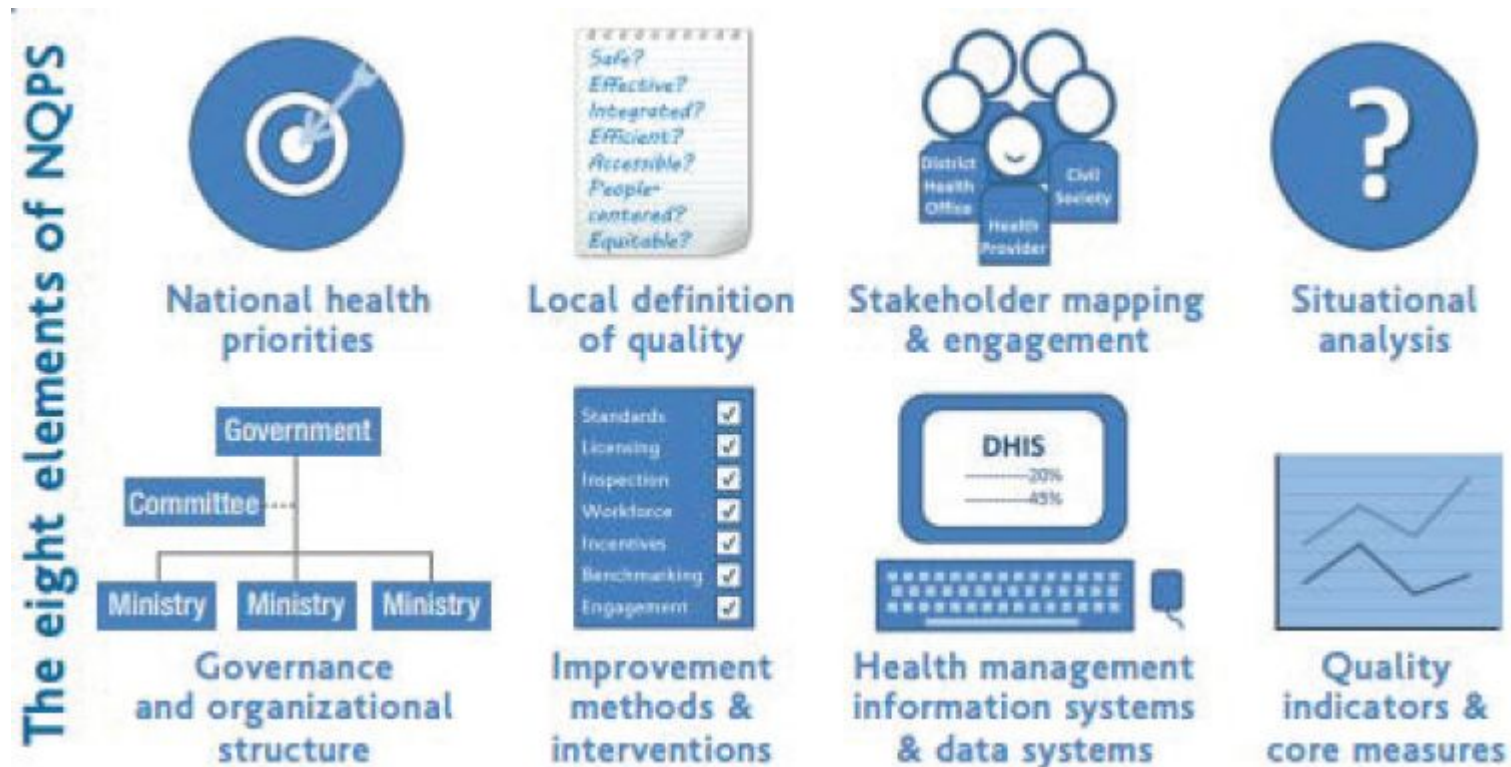 The eight elements of NQPS
Safe?
Effective?
Integrated?
Efficient?
Accessible?
People-
centered?
Equitable?
District
Health
Office
Civil
Society
Health
Provider
?
National health
priorities
Local definition
of quality
Stakeholder mapping
& engagement
Situational
analysis
Government
Committee
Ministry
Ministry
Ministry
Standards
Licensing
Inspection
Workforce
Incentives
Benchmarking
Engagement
DHIS
----------20%
----------45%
Governance
and organizational
structure
Improvement
methods &
interventions
Health management
information systems
& data systems
Quality
indicators &
core measures